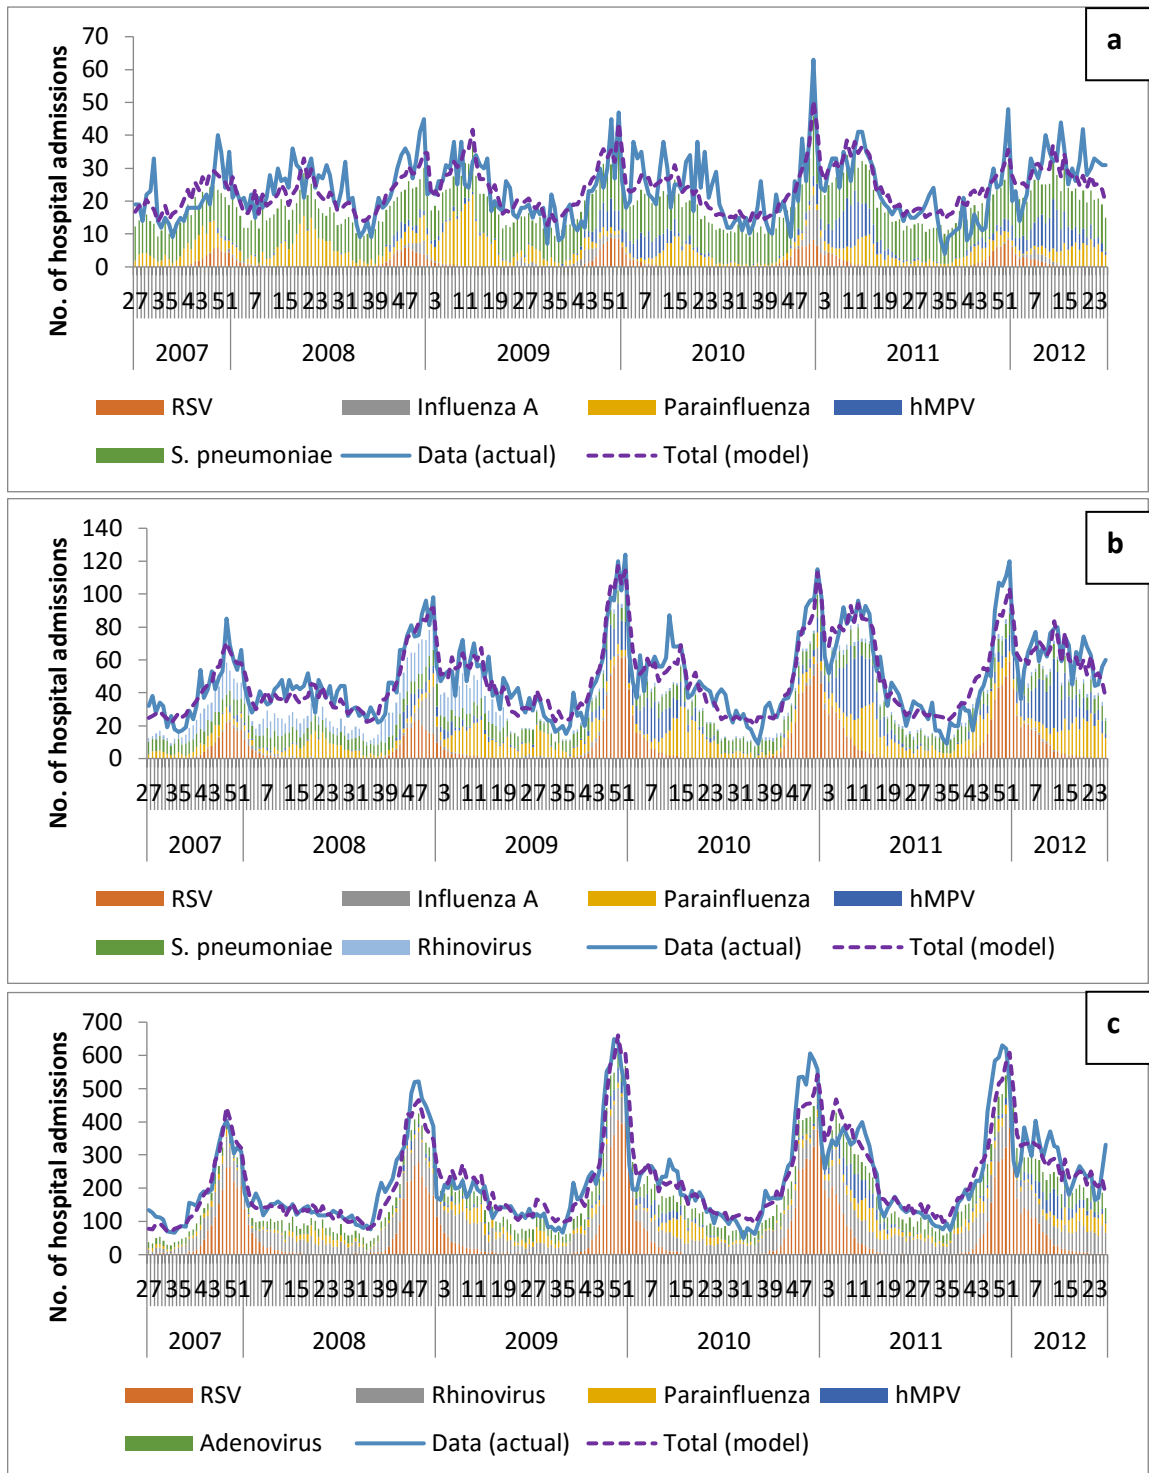 a
No. of hospital admissions
70
60
50
40
30
20
10
0
27 35 43 51 7 15 23 31 39 47 3 11 19 27 35 43 51 7 15 23 31 39 47 3 11 19 27 35 43 51 7 15 23
2007 2008 2009 2010 2011 2012
RSV Influenza A Parainfluenza hMPV
S. pneumoniae Data (actual) Total (model)
b
No. of hospital admissions
140
120
100
80
60
40
20
0
27 35 43 51 7 15 23 31 39 47 3 11 19 27 35 43 51 7 15 23 31 39 47 3 11 19 27 35 43 51 7 15 23
2007 2008 2009 2010 2011 2012
RSV Influenza A Parainfluenza hMPV
S. pneumoniae Rhinovirus Data (actual) Total (model)
c
No. of hospital admissions
700
600
500
400
300
200
100
0
27 35 43 51 7 15 23 31 39 47 3 11 19 27 35 43 51 7 15 23 31 39 47 3 11 19 27 35 43 51 7 15 23
2007 2008 2009 2010 2011 2012
RSV Rhinovirus Parainfluenza hMPV
Adenovirus Data (actual) Total (model)